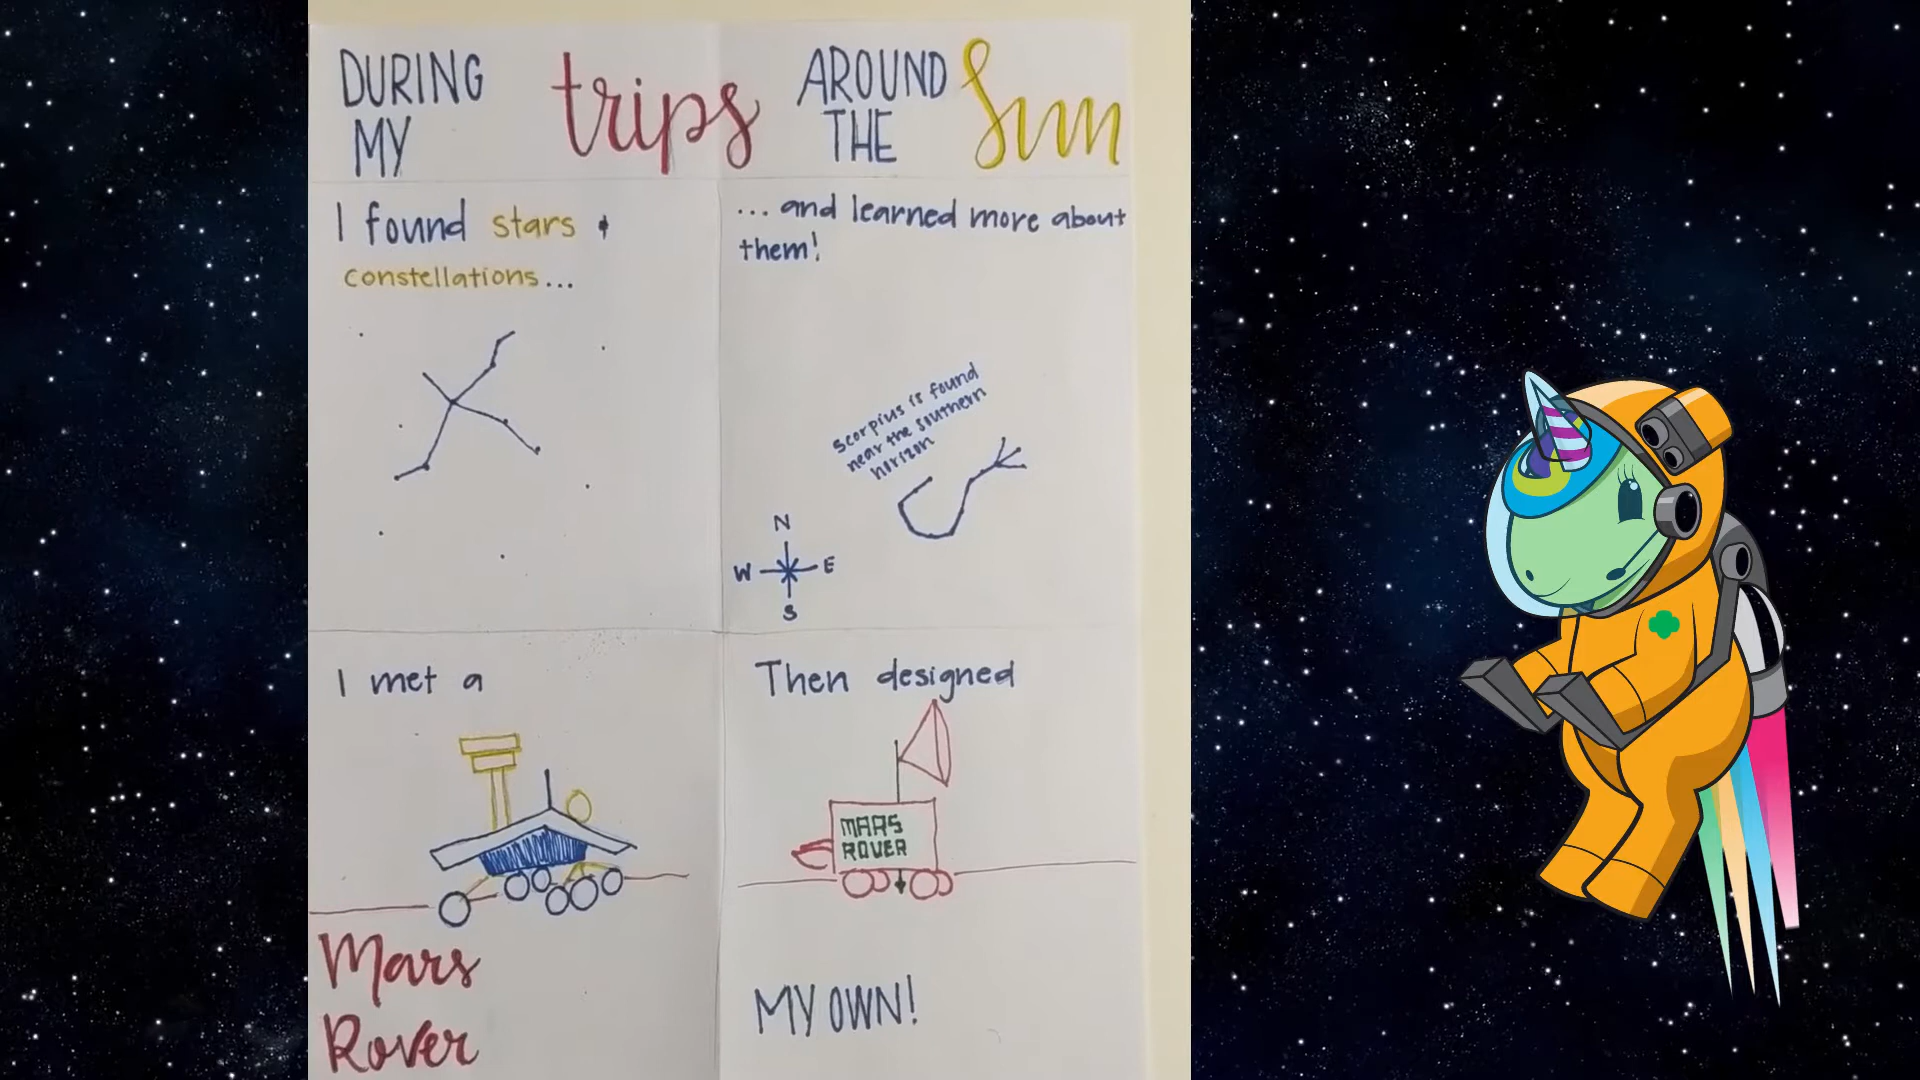 DURING MY trips AROUND THE Sun
I found stars &
constellations...
... and learned more about
them!
Scorpius is found
near the southern
horizon
N
W E
S
I met a
Mars
Rover
Then designed
MARS
ROVER
MY OWN!